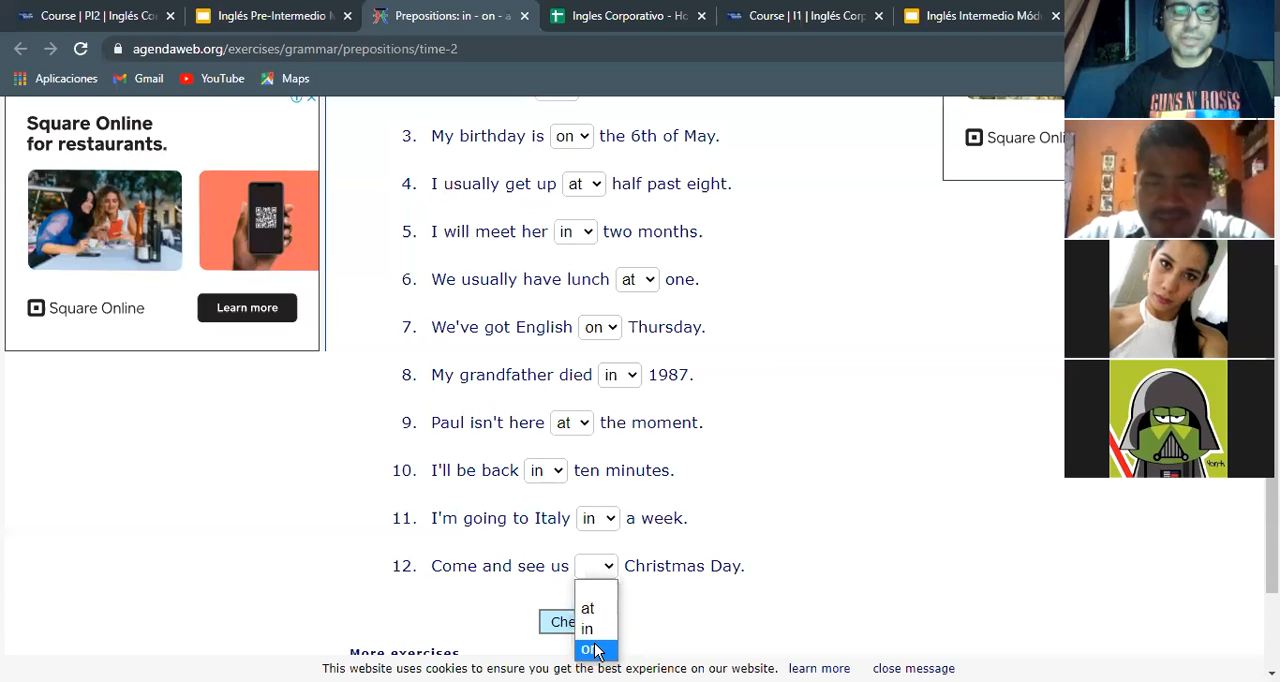 Course | PI2 | Inglés Co
Inglés Pre-Intermedio M
Prepositions: in - on - a
Ingles Corporativo - Ho
Course | I1 | Inglés Corp
Inglés Intermedio Mód
agendaweb.org/exercises/grammar/prepositions/time-2
Aplicaciones
Gmail
YouTube
Maps
Square Online
for restaurants.
Square Online
Learn more
Square Onli
3. My birthday is on the 6th of May.
4. I usually get up at half past eight.
5. I will meet her in two months.
6. We usually have lunch at one.
7. We've got English on Thursday.
8. My grandfather died in 1987.
9. Paul isn't here at the moment.
10. I'll be back in ten minutes.
11. I'm going to Italy in a week.
12. Come and see us Christmas Day.
at
in
on
Che
More exercises
This website uses cookies to ensure you get the best experience on our website. learn more close message
GUNS N' ROSES